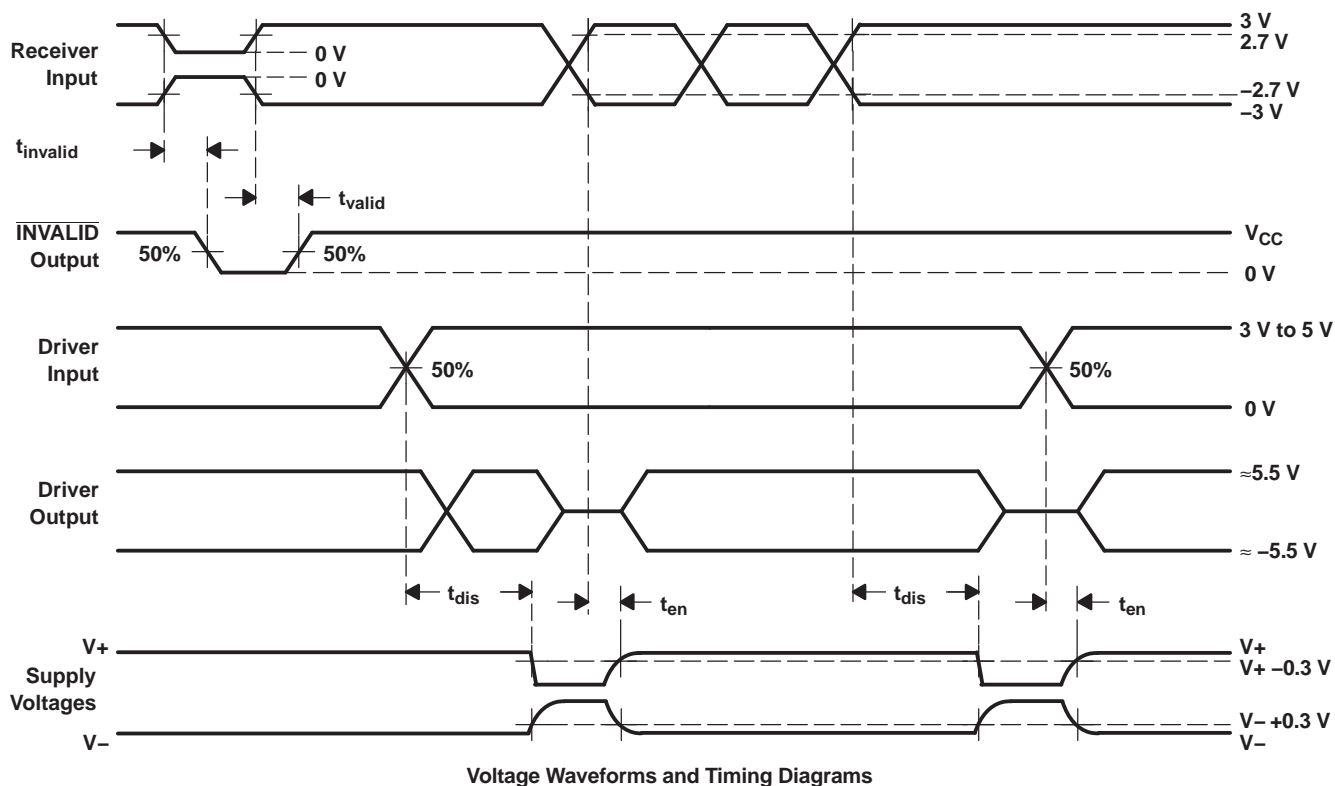 Receiver
Input
0 V
0 V
3 V
2.7 V
−2.7 V
−3 V
tinvalid
tvalid
INVALID
Output
50%
50%
VCC
0 V
Driver
Input
50%
50%
3 V to 5 V
0 V
Driver
Output
≈5.5 V
≈ −5.5 V
tdis
ten
tdis
ten
V+
Supply
Voltages
V−
V+
V+ −0.3 V
V− +0.3 V
V−
Voltage Waveforms and Timing Diagrams